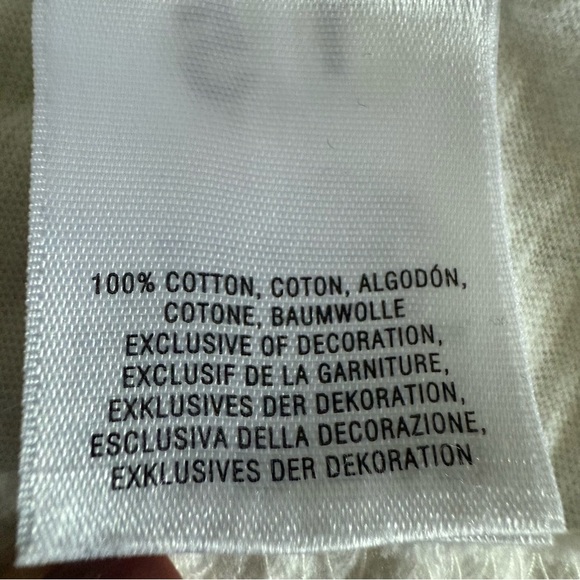 100% COTTON, COTON, ALGODÓN,
COTONE, BAUMWOLLE
EXCLUSIVE OF DECORATION,
EXCLUSIF DE LA GARNITURE,
EXKLUSIVES DER DEKORATION,
ESCLUSIVA DELLA DECORAZIONE,
EXKLUSIVES DER DEKORATION